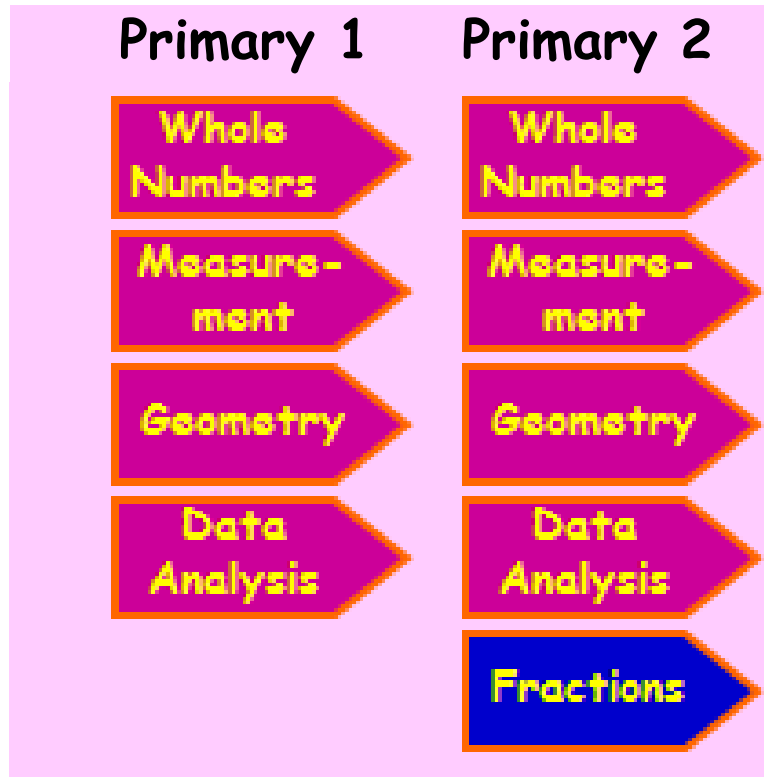 Primary 1
Whole
Numbers
Measure-
ment
Geometry
Data
Analysis
Primary 2
Whole
Numbers
Measure-
ment
Geometry
Data
Analysis
Fractions